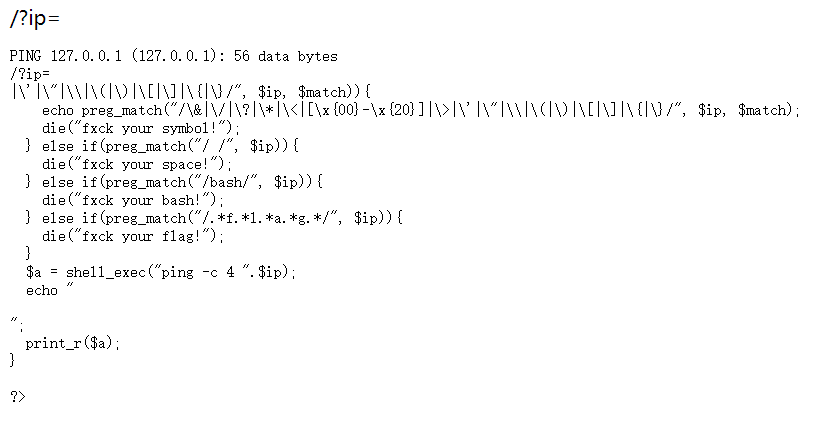 /?ip=
PING 127.0.0.1 (127.0.0.1): 56 data bytes
/?ip=
|\'|\"|\\|\(|\)|\[|\]|\{|\}/", $ip, $match)){
echo preg_match("/\&|\/|\?|\*|\<|[\x{00}-\x{20}]|\>|\'|\"|\\|\(|\)|\[|\]|\{|\}/", $ip, $match);
die("fxck your symbol!");
} else if(preg_match("/ /", $ip)){
die("fxck your space!");
} else if(preg_match("/bash/", $ip)){
die("fxck your bash!");
} else if(preg_match("/.*f.*l.*a.*g.*/", $ip)){
die("fxck your flag!");
}
$a = shell_exec("ping -c 4 ".$ip);
echo "
";
print_r($a);
}
?>